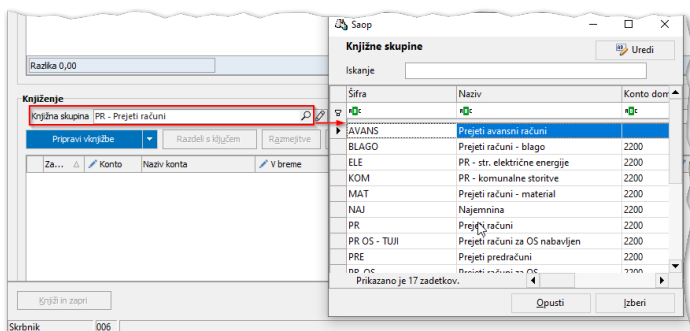 Saop
Knjižne skupine
Uredi
Iskanje
Razlika 0,00
Knjiženje
Knjižna skupina PR - Prejeti računi
Pripravi vknjižbe
Razdeli s ključem
Razmejitve
Za... Konto Naziv konta V breme
Šifra Naziv Konto dom
AVANS Prejeti avansni računi
BLAGO Prejeti računi - blago 2200
ELE PR - str. električne energije 2200
KOM PR - komunalne storitve 2200
MAT Prejeti računi - material 2200
NAJ Najemnina 2200
PR Prejeti računi 2200
PR OS - TUJI Prejeti računi za OS nabavljen 2200
PRE Prejeti predračuni 2200
PR OS Prejeti računi za OS 2200
Prikazano je 17 zadetkov.
Opusti
Izberi
Knjiži in zapri
Skrbnik 006